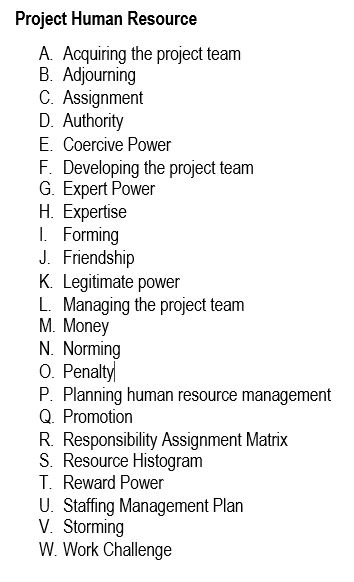 Project Human Resource
A. Acquiring the project team
B. Adjourning
C. Assignment
D. Authority
E. Coercive Power
F. Developing the project team
G. Expert Power
H. Expertise
I. Forming
J. Friendship
K. Legitimate power
L. Managing the project team
M. Money
N. Norming
O. Penalty
P. Planning human resource management
Q. Promotion
R. Responsibility Assignment Matrix
S. Resource Histogram
T. Reward Power
U. Staffing Management Plan
V. Storming
W. Work Challenge